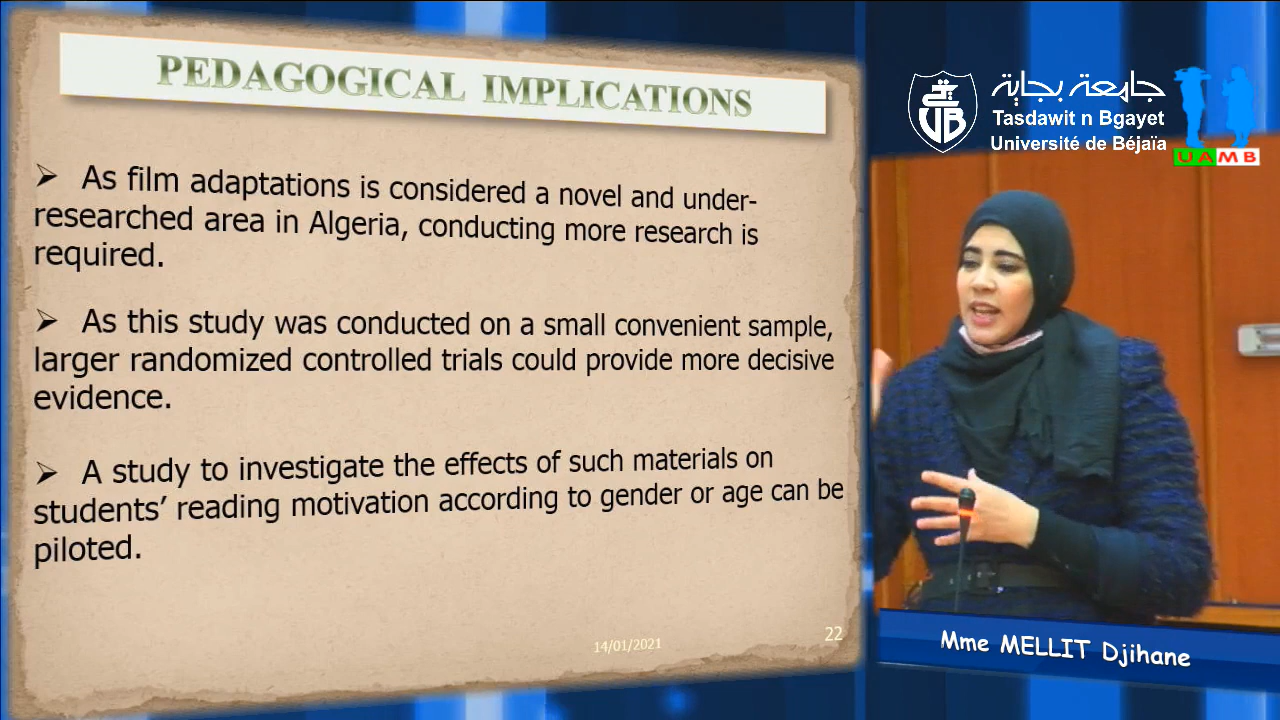 PEDAGOGICAL IMPLICATIONS
➢ As film adaptations is considered a novel and under-
researched area in Algeria, conducting more research is
required.
➢ As this study was conducted on a small convenient sample,
larger randomized controlled trials could provide more decisive
evidence.
➢ A study to investigate the effects of such materials on
students’ reading motivation according to gender or age can be
piloted.
14/01/2021
22
جامعة بجاية
Tasdawit n Bgayet
Université de Béjaïa
UB
UAMB
Mme MELLIT Djihane